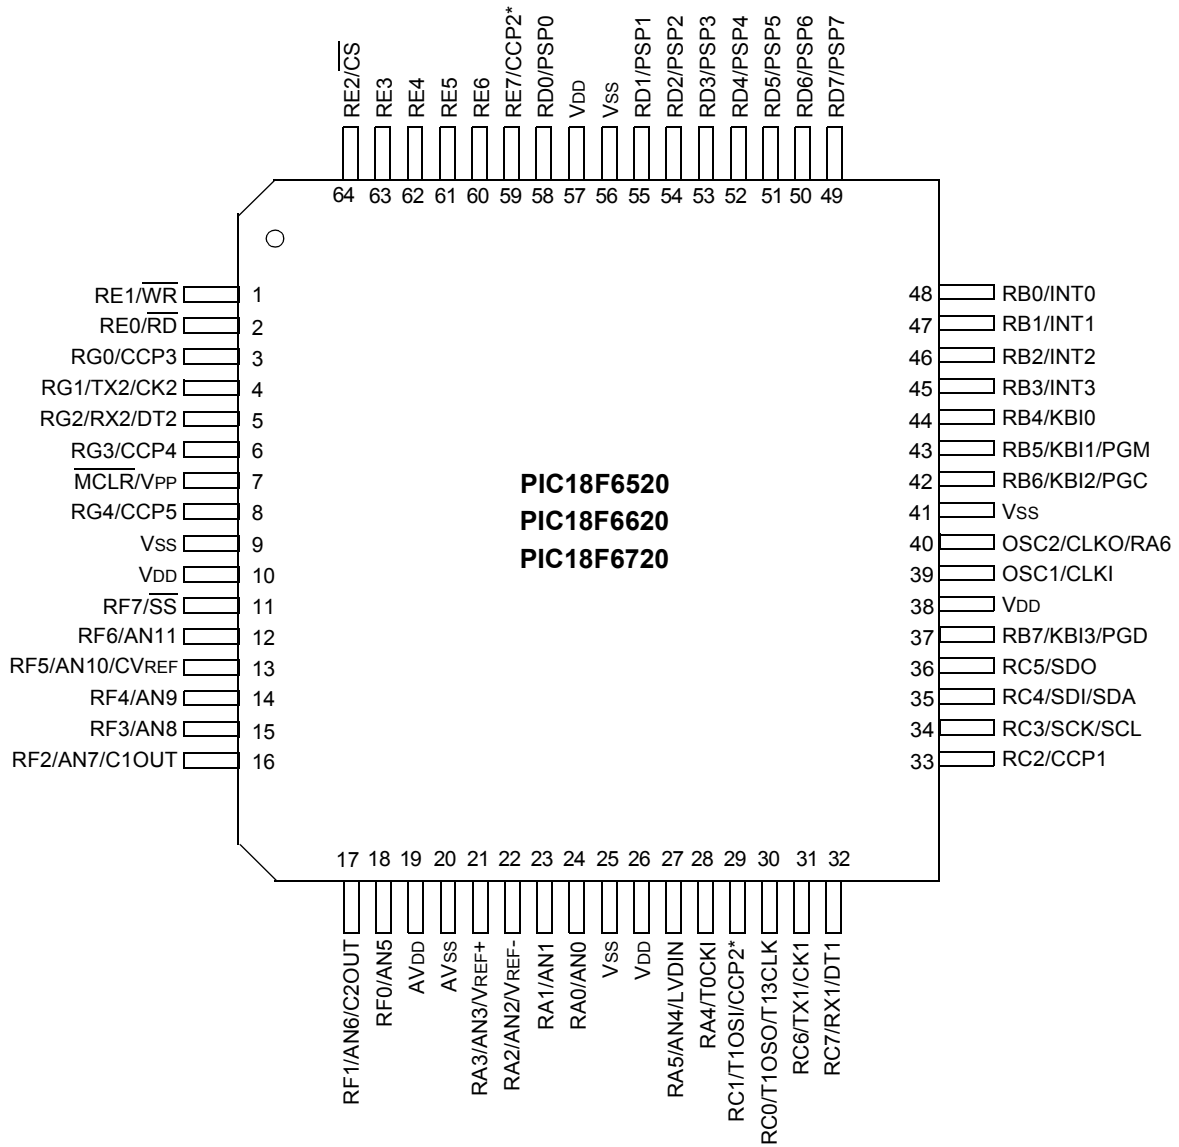 RE2/C̅S̅
RE3
RE4
RE5
RE6
RE7/CCP2*
RD0/PSP0
VDD
VSS
RD1/PSP1
RD2/PSP2
RD3/PSP3
RD4/PSP4
RD5/PSP5
RD6/PSP6
RD7/PSP7
64 63 62 61 60 59 58 57 56 55 54 53 52 51 50 49
RE1/W̅R̅ 1
RE0/R̅D̅ 2
RG0/CCP3 3
RG1/TX2/CK2 4
RG2/RX2/DT2 5
RG3/CCP4 6
M̅C̅L̅R̅/VPP 7
RG4/CCP5 8
VSS 9
VDD 10
RF7/S̅S̅ 11
RF6/AN11 12
RF5/AN10/CVREF 13
RF4/AN9 14
RF3/AN8 15
RF2/AN7/C1OUT 16
PIC18F6520
PIC18F6620
PIC18F6720
48 RB0/INT0
47 RB1/INT1
46 RB2/INT2
45 RB3/INT3
44 RB4/KBI0
43 RB5/KBI1/PGM
42 RB6/KBI2/PGC
41 VSS
40 OSC2/CLKO/RA6
39 OSC1/CLKI
38 VDD
37 RB7/KBI3/PGD
36 RC5/SDO
35 RC4/SDI/SDA
34 RC3/SCK/SCL
33 RC2/CCP1
17 18 19 20 21 22 23 24 25 26 27 28 29 30 31 32
RF1/AN6/C2OUT
RF0/AN5
AVDD
AVSS
RA3/AN3/VREF+
RA2/AN2/VREF-
RA1/AN1
RA0/AN0
VSS
VDD
RA5/AN4/LVDIN
RA4/T0CKI
RC1/T1OSI/CCP2*
RC0/T1OSO/T13CLK
RC6/TX1/CK1
RC7/RX1/DT1